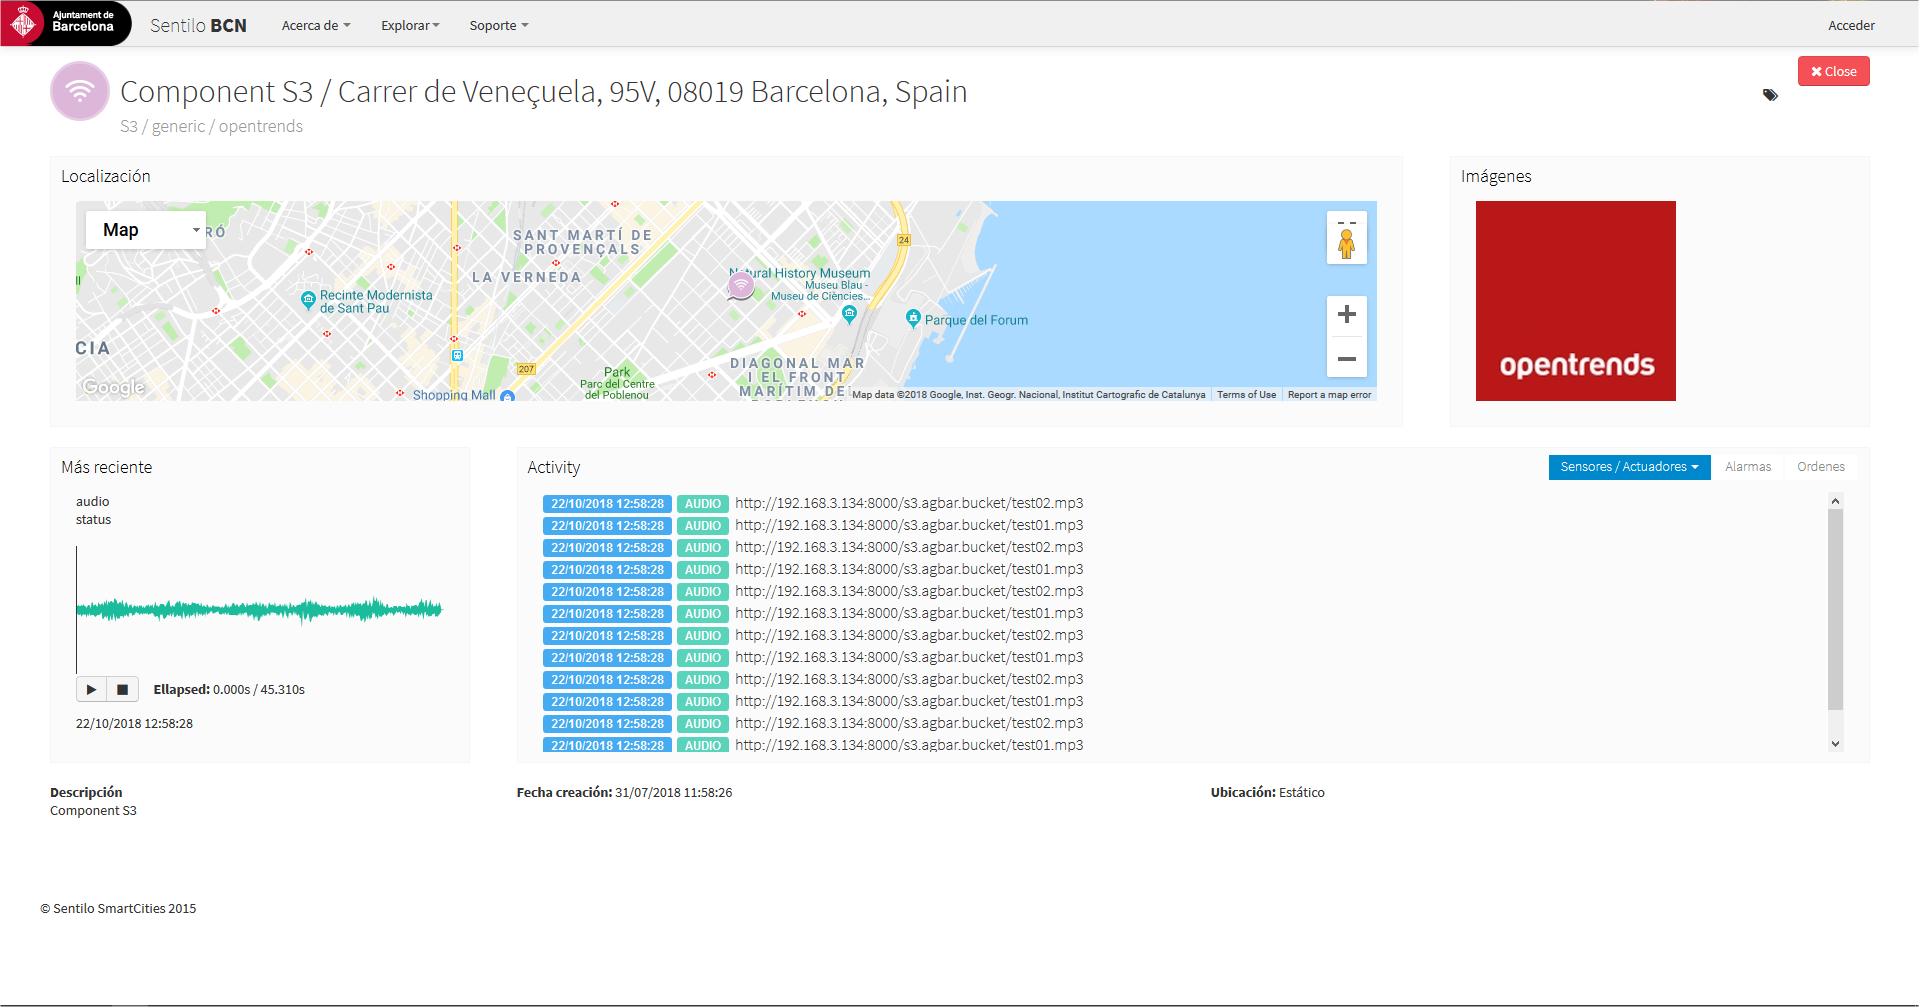 Ajuntament de
Barcelona
Sentilo BCN
Acerca de
Explorar
Soporte
Acceder
Close
Component S3 / Carrer de Veneçuela, 95V, 08019 Barcelona, Spain
S3 / generic / opentrends
Localización
Map
RÓ
SANT MARTÍ DE
PROVENÇALS
LA VERNEDA
24
Natural History Museum
Museu Blau -
Museu de Ciències...
Recinte Modernista
de Sant Pau
Parque del Forum
CIA
DIAGONAL MAR
I EL FRONT
MARÍTIM DE
207
Park
Parc del Centre
del Poblenou
Shopping Mall
Google
Map data ©2018 Google, Inst. Geogr. Nacional, Institut Cartografic de Catalunya
Terms of Use
Report a map error
Imágenes
opentrends
Más reciente
audio
status
Ellapsed: 0.000s / 45.310s
22/10/2018 12:58:28
Activity
Sensores / Actuadores
Alarmas
Ordenes
22/10/2018 12:58:28 AUDIO http://192.168.3.134:8000/s3.agbar.bucket/test02.mp3
22/10/2018 12:58:28 AUDIO http://192.168.3.134:8000/s3.agbar.bucket/test01.mp3
22/10/2018 12:58:28 AUDIO http://192.168.3.134:8000/s3.agbar.bucket/test02.mp3
22/10/2018 12:58:28 AUDIO http://192.168.3.134:8000/s3.agbar.bucket/test01.mp3
22/10/2018 12:58:28 AUDIO http://192.168.3.134:8000/s3.agbar.bucket/test02.mp3
22/10/2018 12:58:28 AUDIO http://192.168.3.134:8000/s3.agbar.bucket/test01.mp3
22/10/2018 12:58:28 AUDIO http://192.168.3.134:8000/s3.agbar.bucket/test02.mp3
22/10/2018 12:58:28 AUDIO http://192.168.3.134:8000/s3.agbar.bucket/test01.mp3
22/10/2018 12:58:28 AUDIO http://192.168.3.134:8000/s3.agbar.bucket/test02.mp3
22/10/2018 12:58:28 AUDIO http://192.168.3.134:8000/s3.agbar.bucket/test01.mp3
22/10/2018 12:58:28 AUDIO http://192.168.3.134:8000/s3.agbar.bucket/test02.mp3
22/10/2018 12:58:28 AUDIO http://192.168.3.134:8000/s3.agbar.bucket/test01.mp3
Descripción
Component S3
Fecha creación: 31/07/2018 11:58:26
Ubicación: Estático
© Sentilo SmartCities 2015